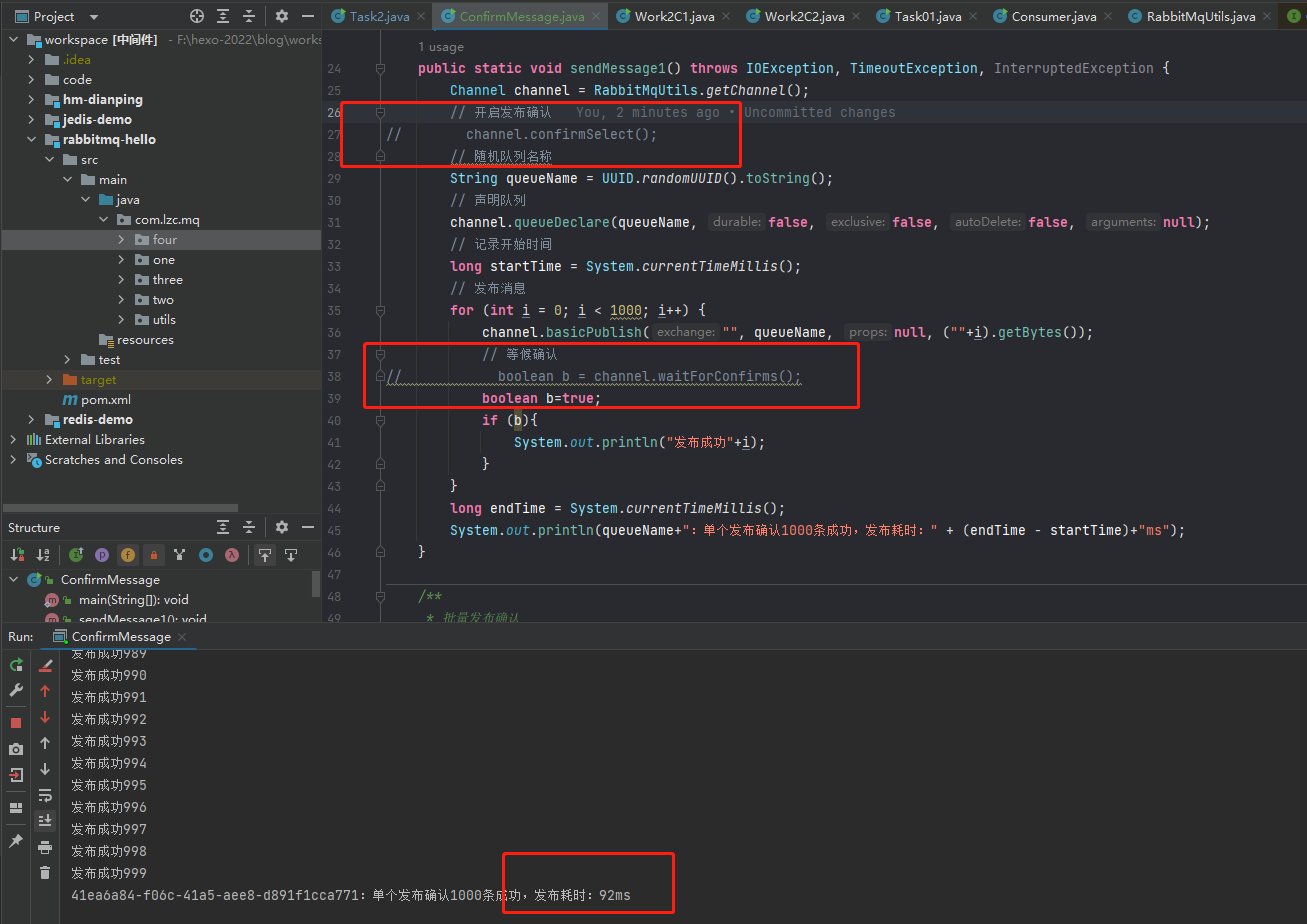 Project
Task2.java
ConfirmMessage.java
Work2C1.java
Work2C2.java
Task01.java
Consumer.java
RabbitMqUtils.java
workspace [中间件] - F:\hexo-2022\blog\works
.idea
code
hm-dianping
jedis-demo
rabbitmq-hello
src
main
java
com.lzc.mq
four
one
three
two
utils
resources
test
target
pom.xml
redis-demo
External Libraries
Scratches and Consoles
1 usage
24 public static void sendMessage1() throws IOException, TimeoutException, InterruptedException {
25 Channel channel = RabbitMqUtils.getChannel();
26 // 开启发布确认 You, 2 minutes ago • Uncommitted changes
27 // channel.confirmSelect();
28 // 随机队列名称
29 String queueName = UUID.randomUUID().toString();
30 // 声明队列
31 channel.queueDeclare(queueName, durable: false, exclusive: false, autoDelete: false, arguments: null);
32 // 记录开始时间
33 long startTime = System.currentTimeMillis();
34 // 发布消息
35 for (int i = 0; i < 1000; i++) {
36 channel.basicPublish( exchange: "", queueName, props: null, (""+i).getBytes());
37 // 等候确认
38 // boolean b = channel.waitForConfirms();
39 boolean b=true;
40 if (b){
41 System.out.println("发布成功"+i);
42 }
43 }
44 long endTime = System.currentTimeMillis();
45 System.out.println(queueName+"：单个发布确认1000条成功，发布耗时：" + (endTime - startTime)+"ms");
46 }
47
48 /**
49 * 批量发布确认
Structure
ConfirmMessage
main(String[]): void
sendMessage1(): void
Run: ConfirmMessage
发布成功989
发布成功990
发布成功991
发布成功992
发布成功993
发布成功994
发布成功995
发布成功996
发布成功997
发布成功998
发布成功999
41ea6a84-f06c-41a5-aee8-d891f1cca771：单个发布确认1000条成功，发布耗时：92ms